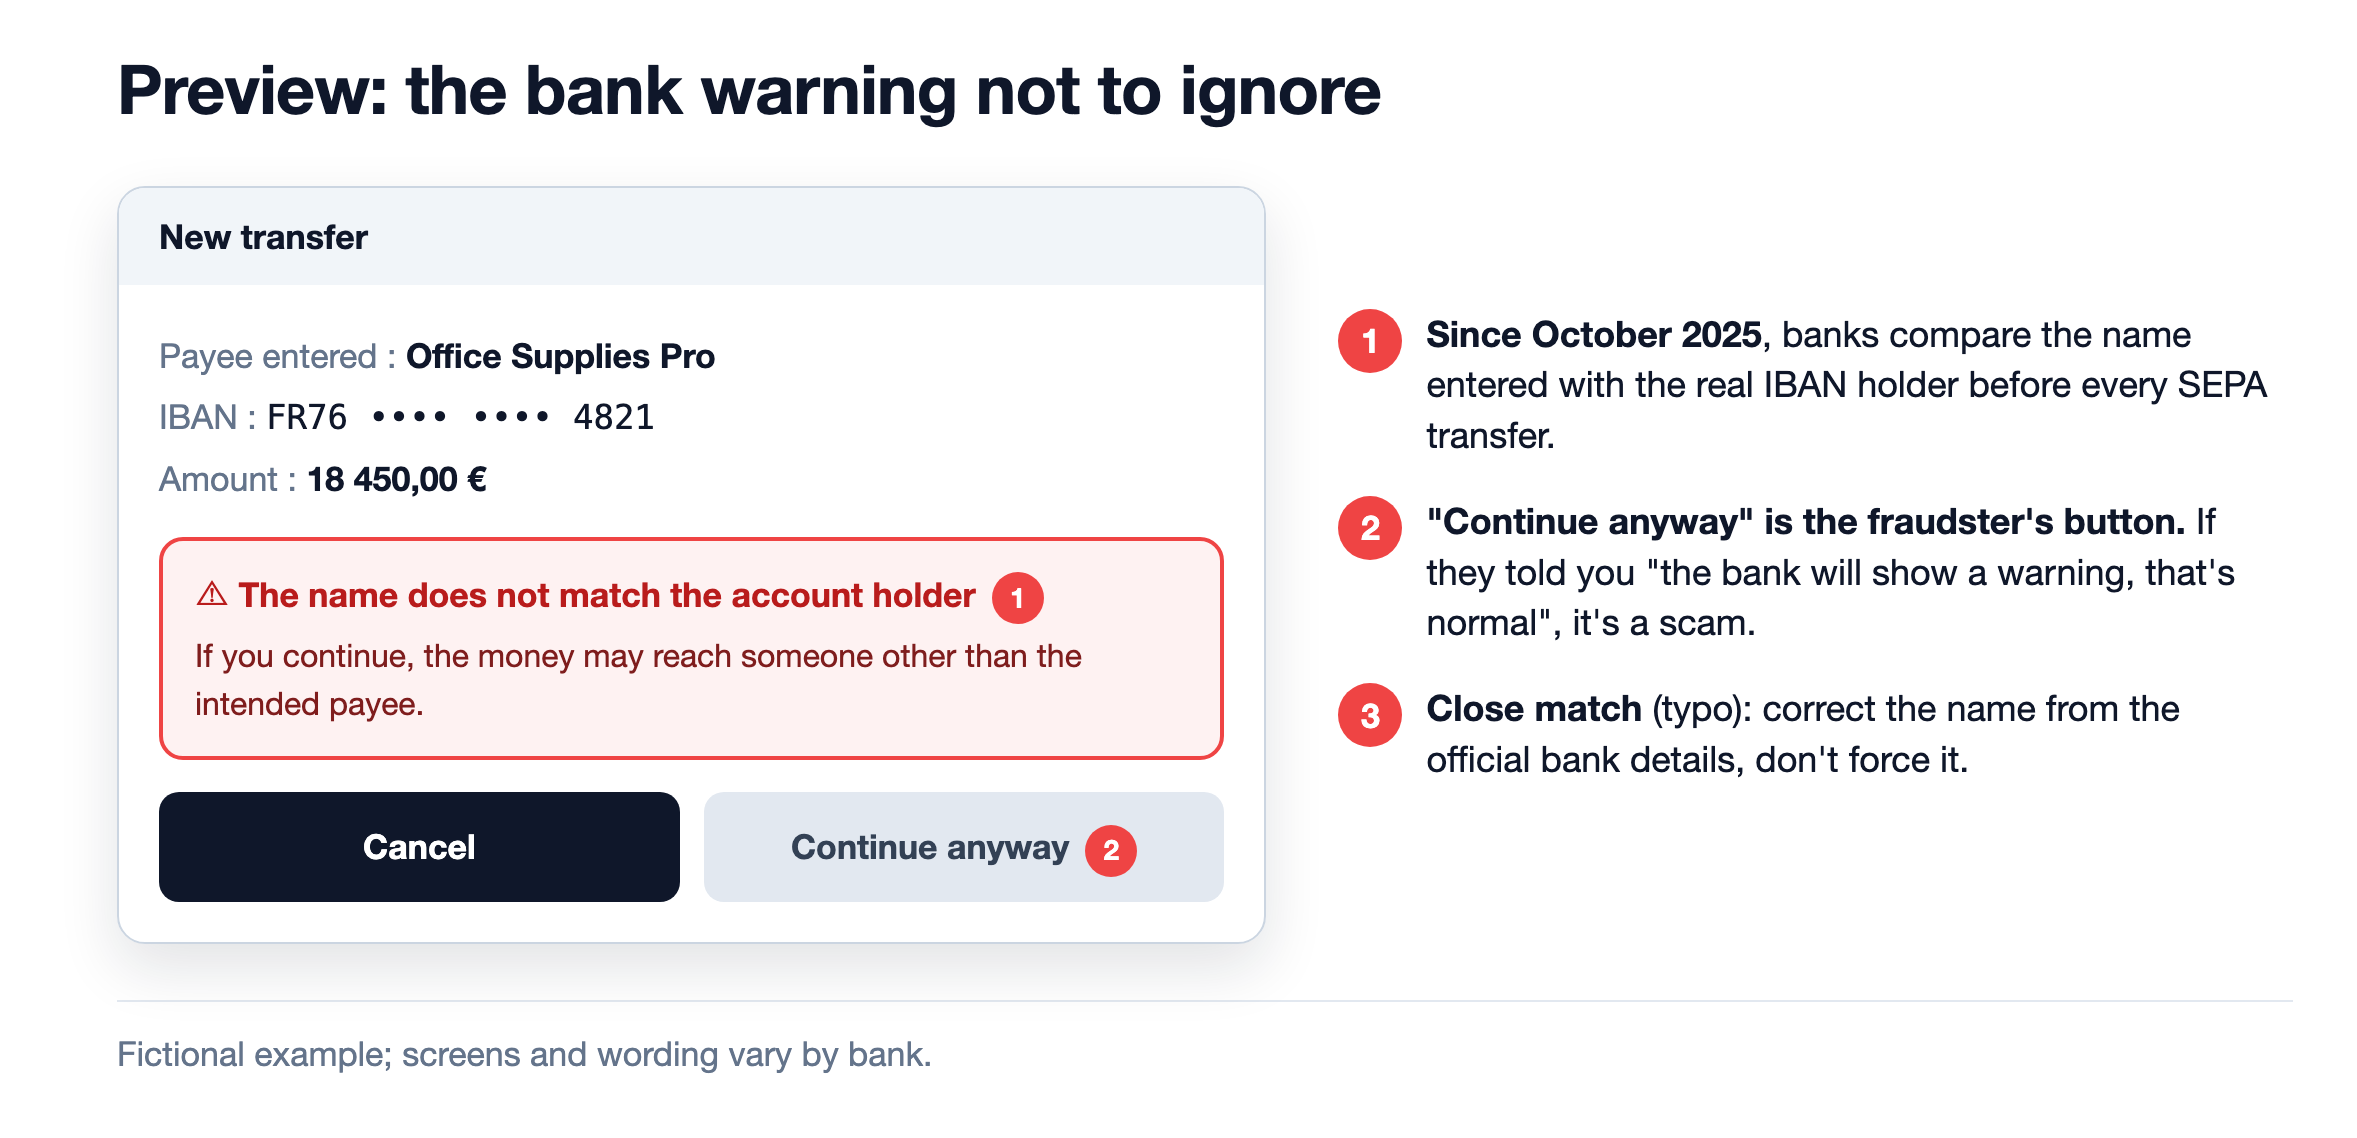 Preview: the bank warning not to ignore
New transfer
Payee entered : Office Supplies Pro
IBAN : FR76 •••• •••• 4821
Amount : 18 450,00 €
⚠ The name does not match the account holder 1
If you continue, the money may reach someone other than the
intended payee.
Cancel
Continue anyway 2
1 Since October 2025, banks compare the name
entered with the real IBAN holder before every SEPA
transfer.
2 "Continue anyway" is the fraudster's button. If
they told you "the bank will show a warning, that's
normal", it's a scam.
3 Close match (typo): correct the name from the
official bank details, don't force it.
Fictional example; screens and wording vary by bank.